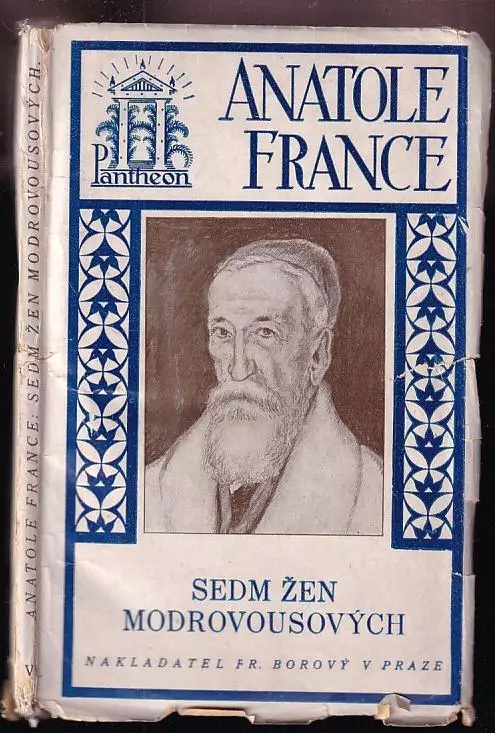 ANATOLE FRANCE: SEDM ŽEN MODROVOUSOVÝCH.
V
Pantheon
ANATOLE
FRANCE
SEDM ŽEN
MODROVOUSOVÝCH
NAKLADATEL FR. BOROVÝ V PRAZE